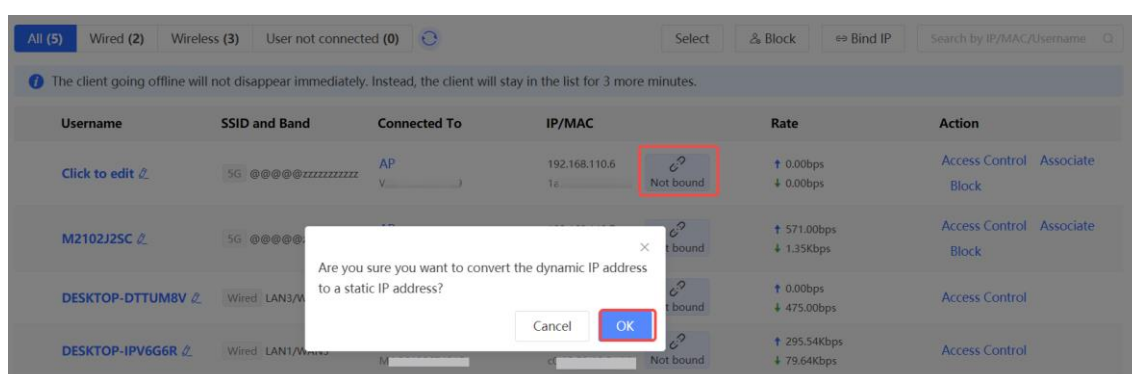 All (5) Wired (2) Wireless (3) User not connected (0) Select Block Bind IP Search by IP/MAC/Username
The client going offline will not disappear immediately. Instead, the client will stay in the list for 3 more minutes.
Username SSID and Band Connected To IP/MAC Rate Action
Click to edit 5G @@@@@zzzzzzzzzzz AP 192.168.110.6 Not bound ↑ 0.00bps Access Control Associate
↓ 0.00bps Block
M2102J2SC 5G @@@@@ bound ↑ 571.00bps Access Control Associate
↓ 1.35Kbps Block
Are you sure you want to convert the dynamic IP address
to a static IP address?
Cancel OK
DESKTOP-DTTUM8V Wired LAN3/W bound ↑ 0.00bps Access Control
↓ 475.00bps
DESKTOP-IPV6G6R Wired Not bound ↑ 295.54Kbps Access Control
↓ 79.64Kbps